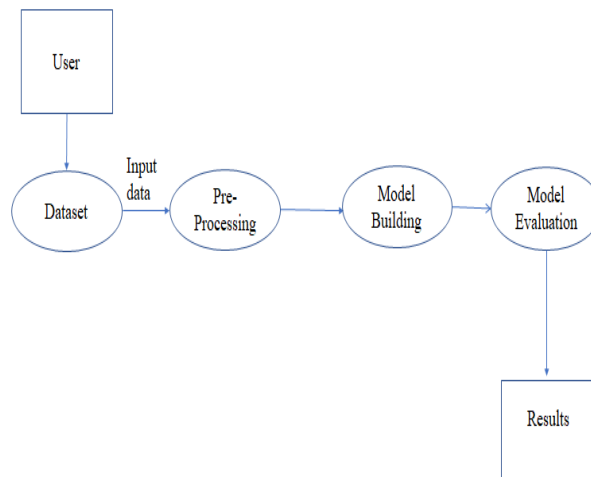 User
Input
data
Dataset
Pre-
Processing
Model
Building
Model
Evaluation
Results